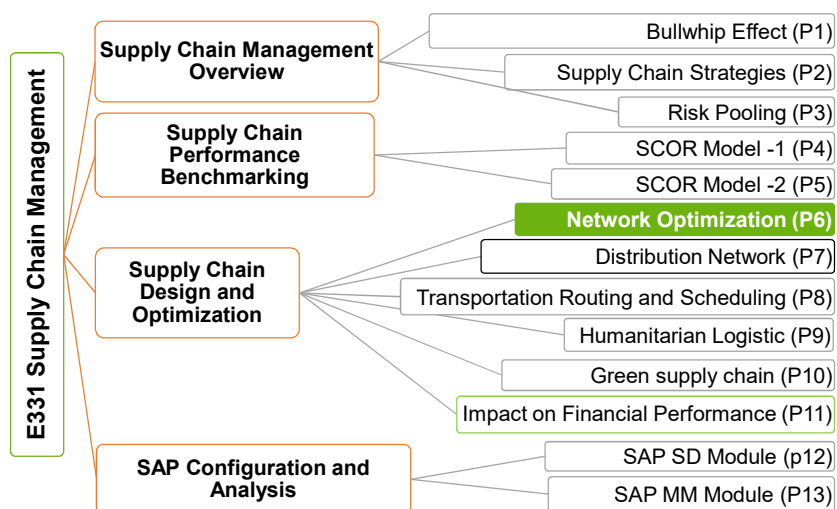 E331 Supply Chain Management
Supply Chain Management
Overview
Bullwhip Effect (P1)
Supply Chain Strategies (P2)
Risk Pooling (P3)
Supply Chain
Performance
Benchmarking
SCOR Model -1 (P4)
SCOR Model -2 (P5)
Supply Chain
Design and
Optimization
Network Optimization (P6)
Distribution Network (P7)
Transportation Routing and Scheduling (P8)
Humanitarian Logistic (P9)
Green supply chain (P10)
Impact on Financial Performance (P11)
SAP Configuration and
Analysis
SAP SD Module (p12)
SAP MM Module (P13)